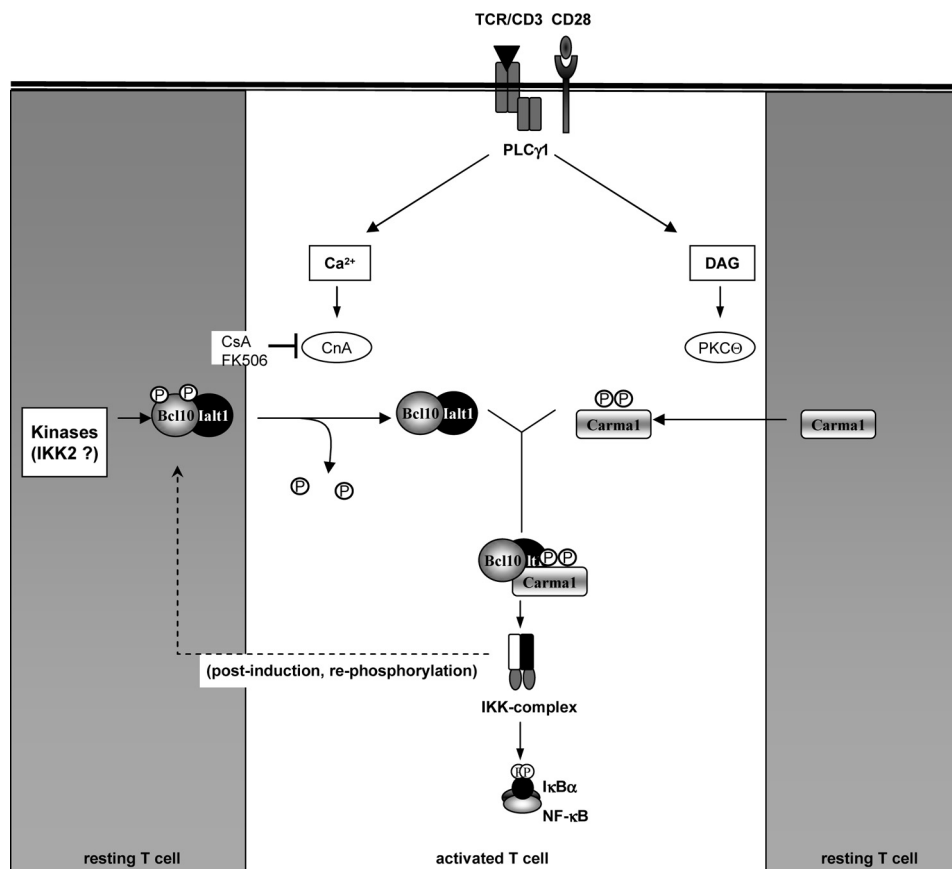 TCR/CD3 CD28
PLCγ1
Ca²⁺
DAG
CsA
FK506
CnA
PKCΘ
P P
Bcl10 Ialt1
Kinases
(IKK2 ?)
P P
Bcl10 Ialt1
P P
Carma1
Carma1
P P
Bcl10
Carma1
(post-induction, re-phosphorylation)
IKK-complex
P
IκBα
NF-κB
resting T cell
activated T cell
resting T cell